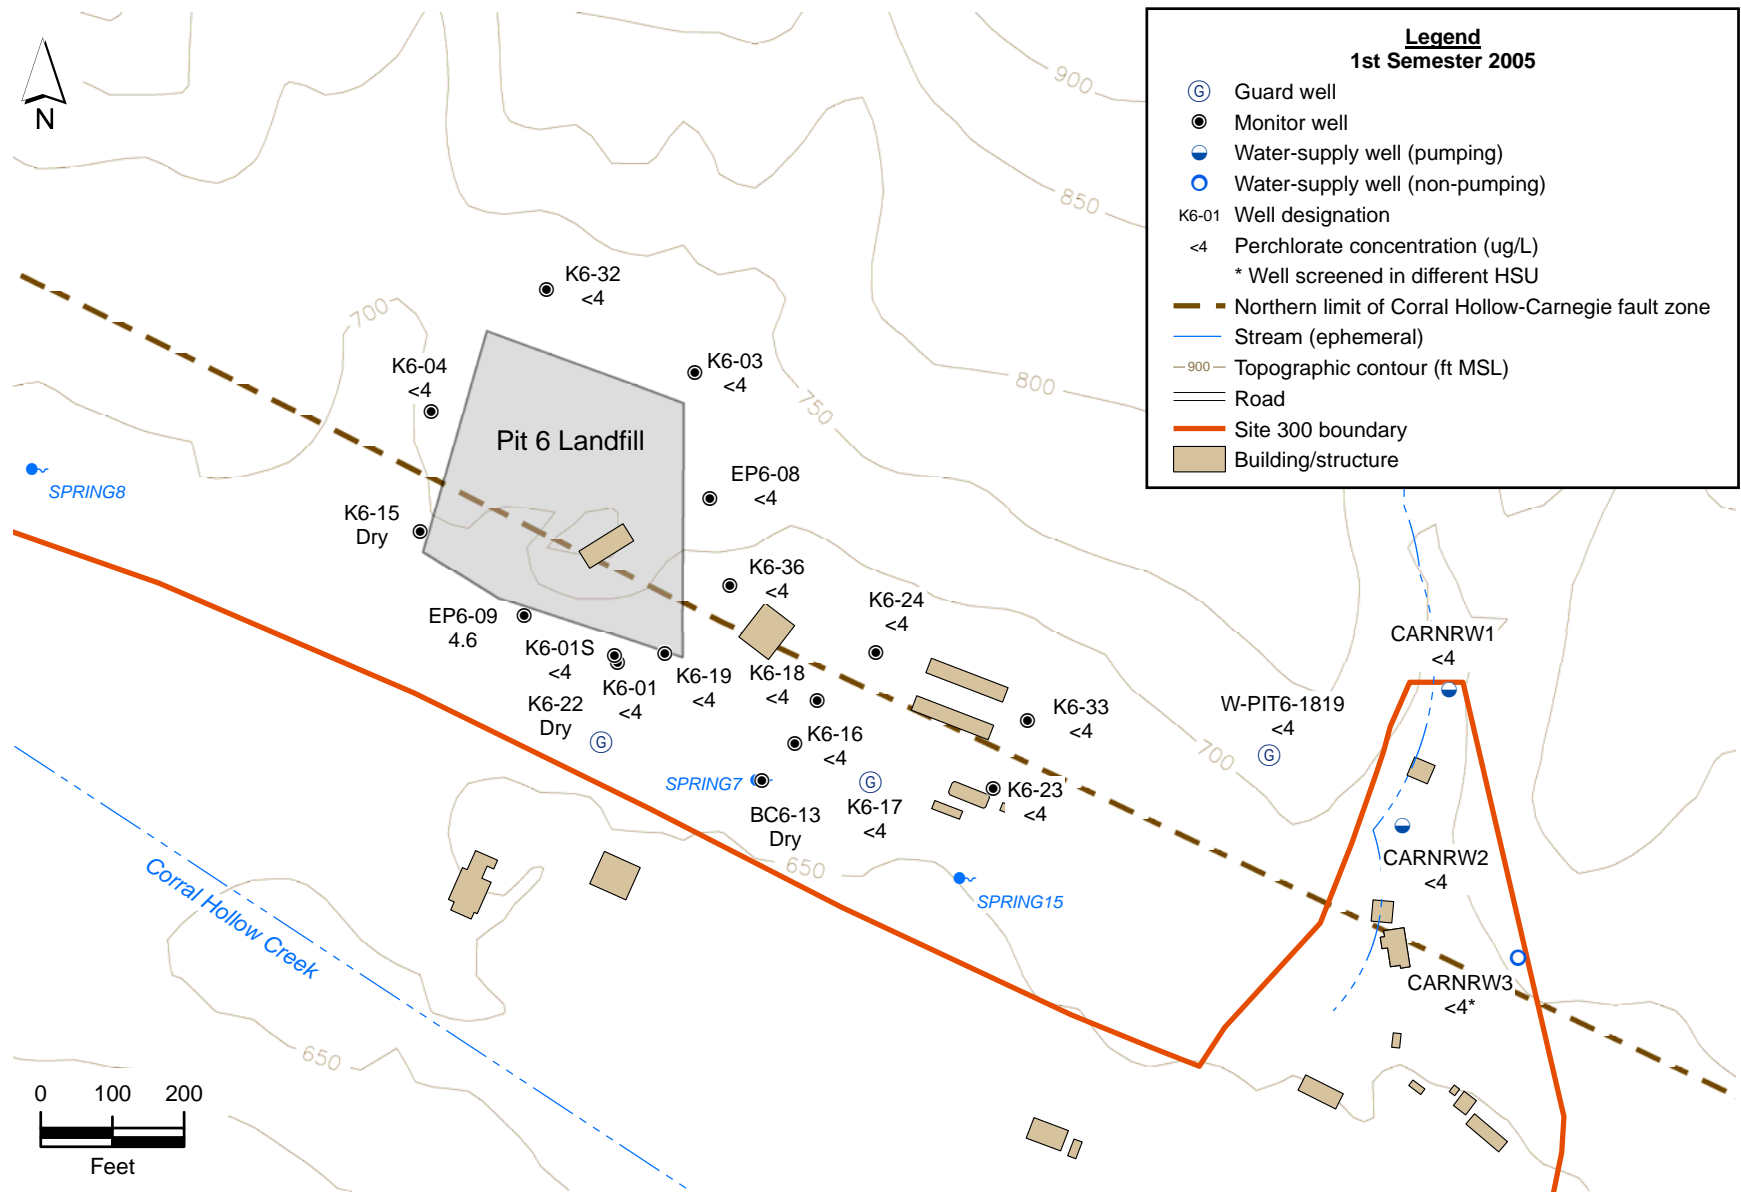 Legend
1st Semester 2005
Guard well
Monitor well
Water-supply well (pumping)
Water-supply well (non-pumping)
K6-01 Well designation
<4 Perchlorate concentration (ug/L)
* Well screened in different HSU
Northern limit of Corral Hollow-Carnegie fault zone
Stream (ephemeral)
900 Topographic contour (ft MSL)
Road
Site 300 boundary
Building/structure
G
N
900
850
800
750
700
K6-32
<4
K6-03
<4
K6-04
<4
Pit 6 Landfill
SPRING8
EP6-08
<4
K6-15
Dry
K6-36
<4
K6-24
<4
EP6-09
4.6
K6-01S
<4
K6-01
<4
K6-19
<4
K6-18
<4
K6-22
Dry
G
K6-16
<4
K6-33
<4
W-PIT6-1819
<4
G
CARNRW1
<4
700
SPRING7
BC6-13
Dry
G
K6-17
<4
K6-23
<4
CARNRW2
<4
650
SPRING15
CARNRW3
<4*
Corral Hollow Creek
650
0 100 200
Feet